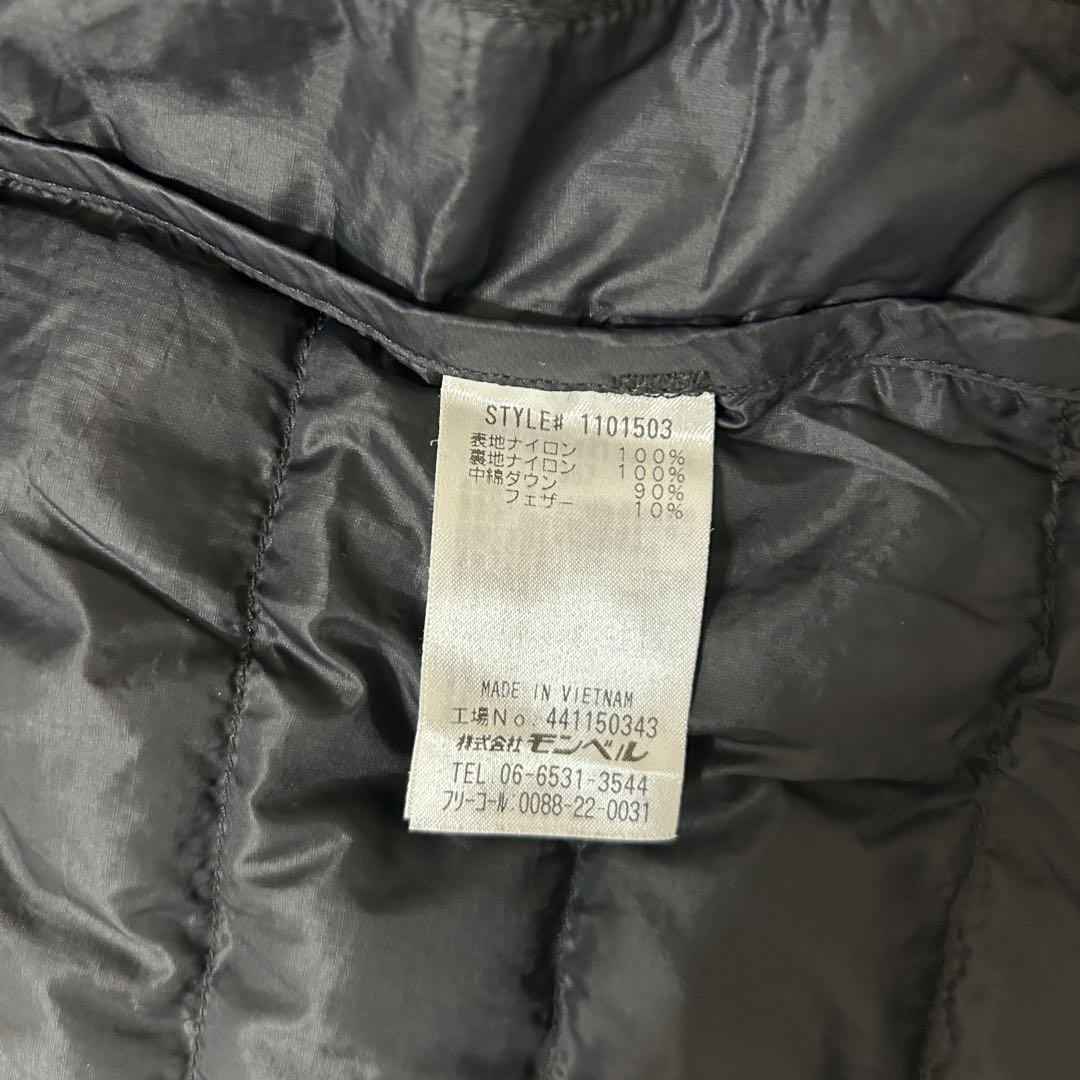 STYLE# 1101503
表地ナイロン 100%
裏地ナイロン 100%
中綿ダウン 90%
フェザー 10%
MADE IN VIETNAM
工場No. 441150343
株式会社モンベル
TEL 06-6531-3544
フリーコール 0088-22-0031